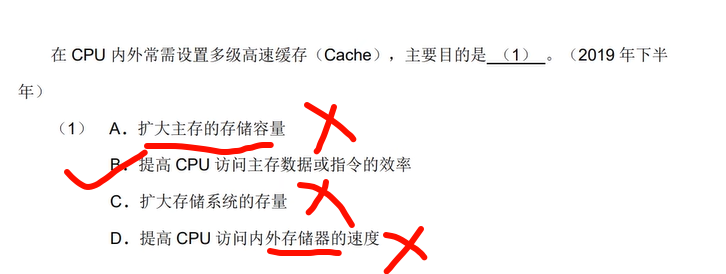 在 CPU 内外常需设置多级高速缓存（Cache），主要目的是 （1） 。（2019 年下半
年）
（1） A．扩大主存的存储容量
B．提高 CPU 访问主存数据或指令的效率
C．扩大存储系统的存量
D．提高 CPU 访问内外存储器的速度